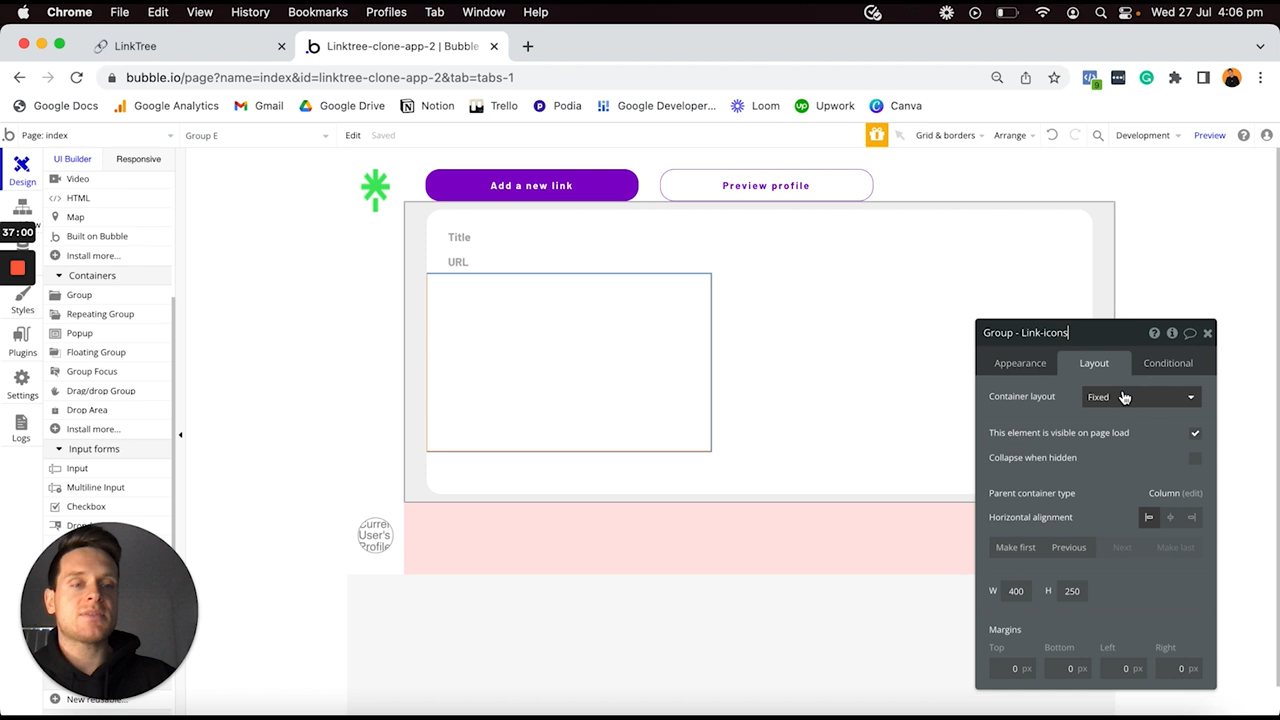 Chrome File Edit View History Bookmarks Profiles Tab Window Help Wed 27 Jul 4:06 pm
LinkTree Linktree-clone-app-2 | Bubble
bubble.io/page?name=index&id=linktree-clone-app-2&tab=tabs-1
Google Docs Google Analytics Gmail Google Drive Notion Trello Podia Google Developer... Loom Upwork Canva
Page: index Group E Edit Saved Grid & borders Arrange Development Preview
UI Builder Responsive
Design
Video
HTML
Map
Built on Bubble
Install more...
Containers
Group
Repeating Group
Popup
Floating Group
Group Focus
Drag/drop Group
Drop Area
Install more...
Input forms
Input
Multiline Input
Checkbox
37:00
Styles
Plugins
Settings
Logs
Add a new link Preview profile
Title
URL
User's
Profile
Group - Link-icons
Appearance Layout Conditional
Container layout Fixed
This element is visible on page load
Collapse when hidden
Parent container type Column (edit)
Horizontal alignment
Make first Previous Next Make last
W 400 H 250
Margins
Top Bottom Left Right
0 px 0 px 0 px 0 px